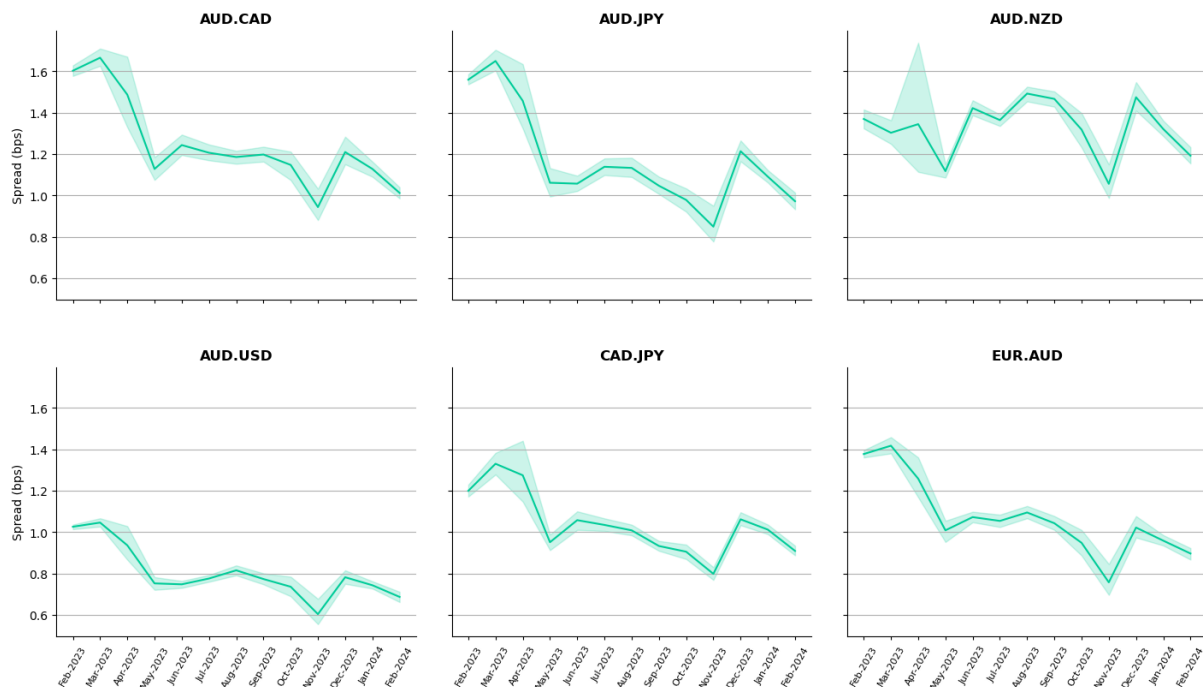 AUD.CAD
AUD.JPY
AUD.NZD
Spread (bps)
1.6
1.4
1.2
1.0
0.8
0.6
AUD.USD
CAD.JPY
EUR.AUD
Spread (bps)
1.6
1.4
1.2
1.0
0.8
0.6
Feb-2023
Mar-2023
Apr-2023
May-2023
Jun-2023
Jul-2023
Aug-2023
Sep-2023
Oct-2023
Nov-2023
Dec-2023
Jan-2024
Feb-2024
Feb-2023
Mar-2023
Apr-2023
May-2023
Jun-2023
Jul-2023
Aug-2023
Sep-2023
Oct-2023
Nov-2023
Dec-2023
Jan-2024
Feb-2024
Feb-2023
Mar-2023
Apr-2023
May-2023
Jun-2023
Jul-2023
Aug-2023
Sep-2023
Oct-2023
Nov-2023
Dec-2023
Jan-2024
Feb-2024